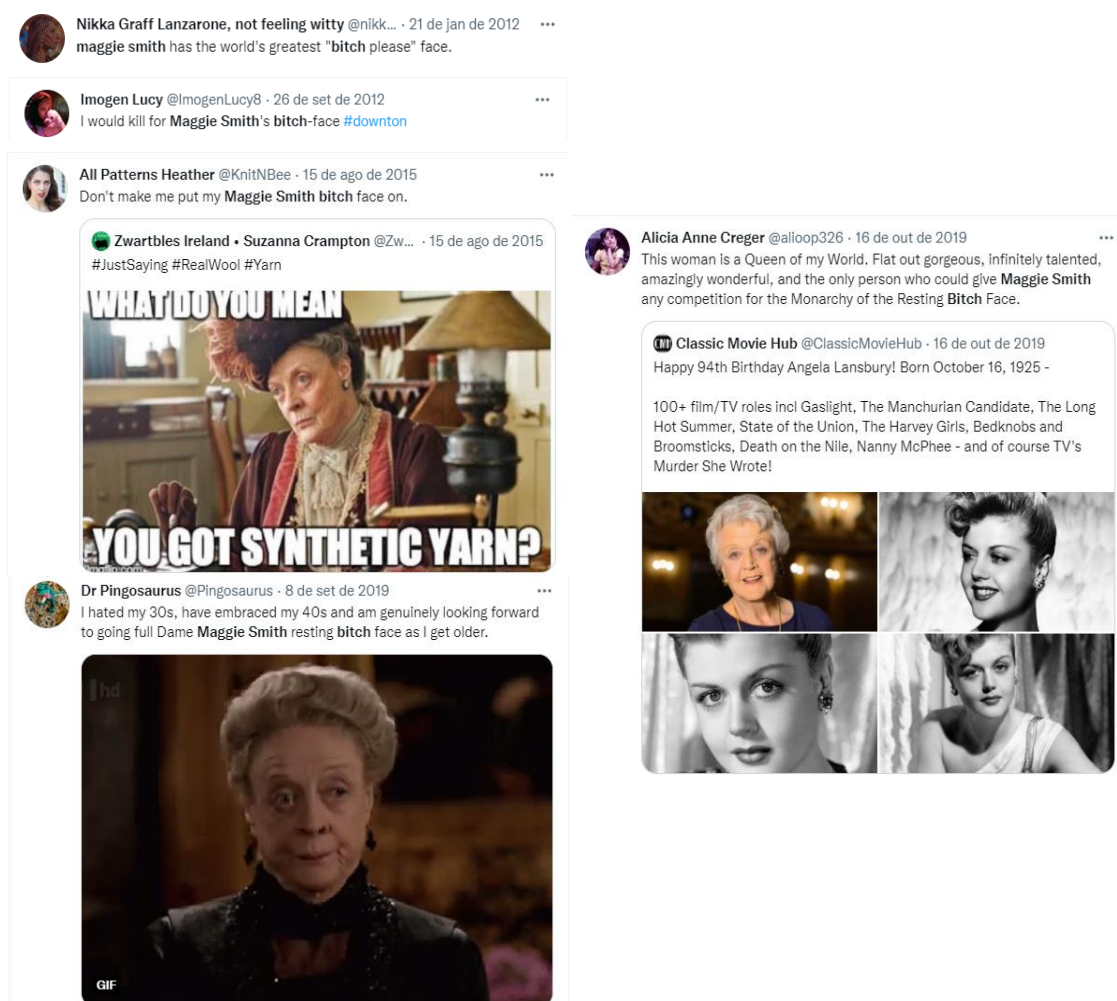 Nikka Graff Lanzarone, not feeling witty @nikk... · 21 de jan de 2012
maggie smith has the world's greatest "bitch please" face.
Imogen Lucy @ImogenLucy8 · 26 de set de 2012
I would kill for Maggie Smith's bitch-face #downton
All Patterns Heather @KnitNBee · 15 de ago de 2015
Don't make me put my Maggie Smith bitch face on.
Zwartbles Ireland • Suzanna Crampton @Zw... · 15 de ago de 2015
#JustSaying #RealWool #Yarn
WHAT DO YOU MEAN
YOU GOT SYNTHETIC YARN?
imgflip.com
Dr Pingosaurus @Pingosaurus · 8 de set de 2019
I hated my 30s, have embraced my 40s and am genuinely looking forward
to going full Dame Maggie Smith resting bitch face as I get older.
hd
GIF
Alicia Anne Creger @alioop326 · 16 de out de 2019
This woman is a Queen of my World. Flat out gorgeous, infinitely talented,
amazingly wonderful, and the only person who could give Maggie Smith
any competition for the Monarchy of the Resting Bitch Face.
Classic Movie Hub @ClassicMovieHub · 16 de out de 2019
Happy 94th Birthday Angela Lansbury! Born October 16, 1925 -
100+ film/TV roles incl Gaslight, The Manchurian Candidate, The Long
Hot Summer, State of the Union, The Harvey Girls, Bedknobs and
Broomsticks, Death on the Nile, Nanny McPhee - and of course TV's
Murder She Wrote!